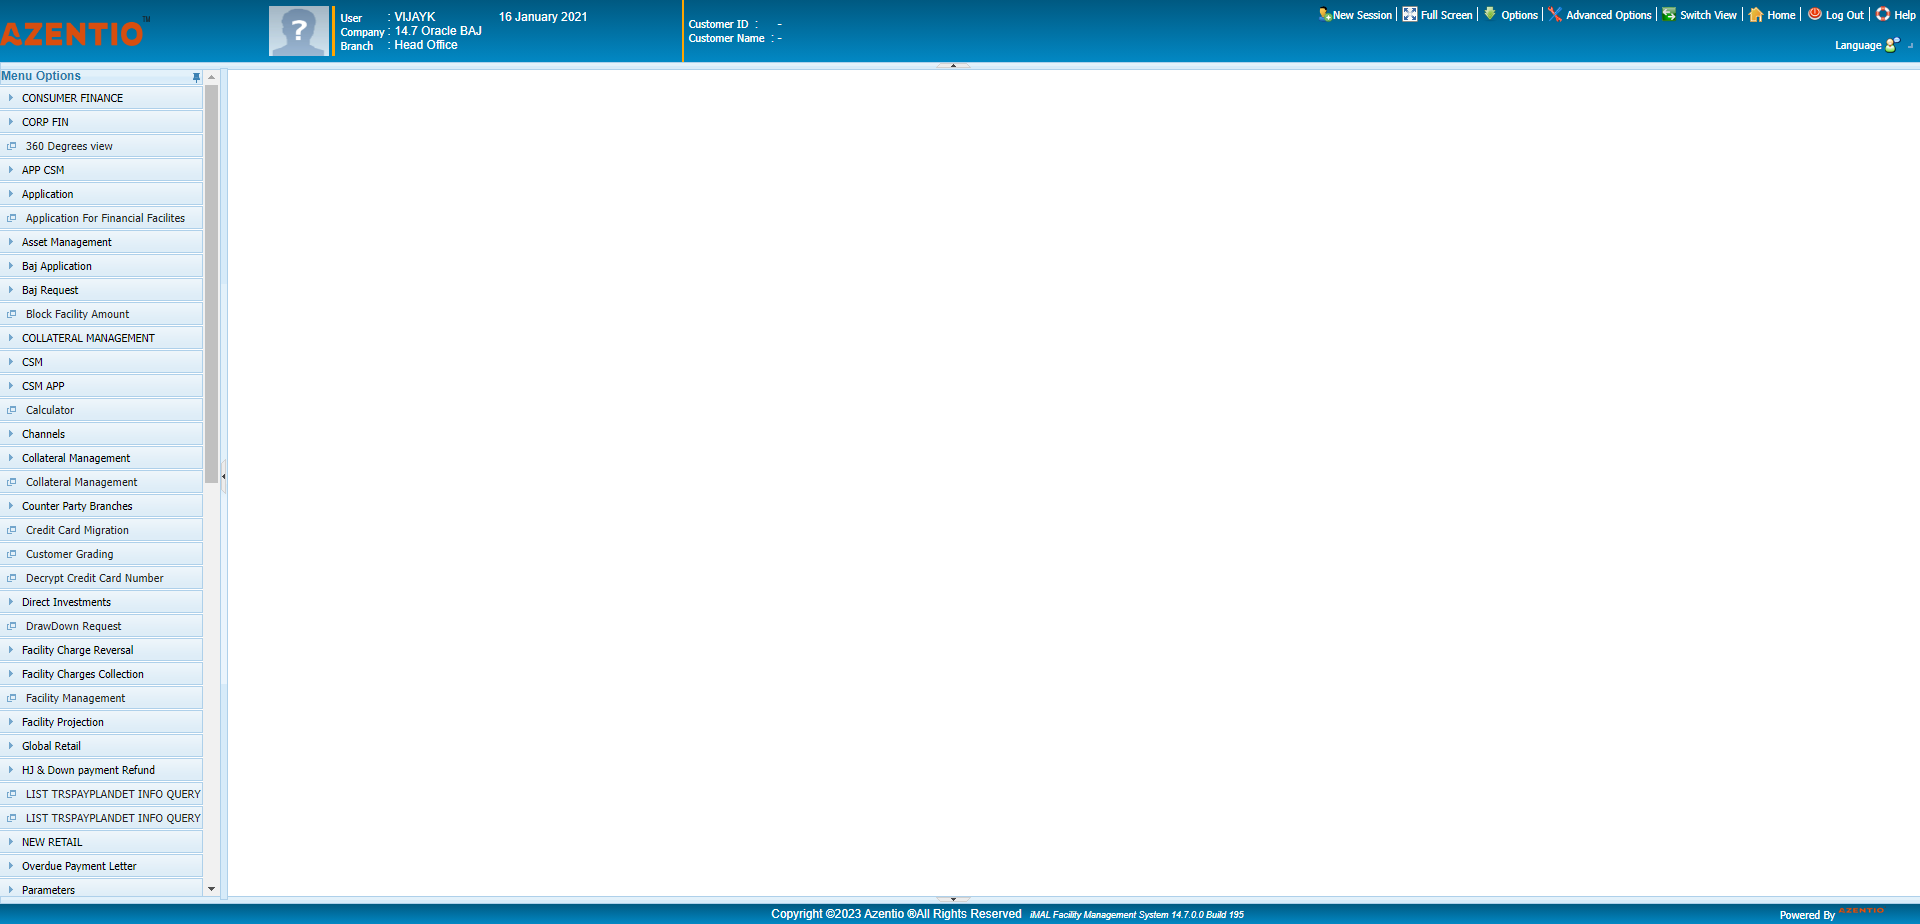 AZENTIO™
?
User : VIJAYK 16 January 2021
Company : 14.7 Oracle BAJ
Branch : Head Office
Customer ID : -
Customer Name : -
New Session Full Screen Options Advanced Options Switch View Home Log Out Help
Language
Menu Options
CONSUMER FINANCE
CORP FIN
360 Degrees view
APP CSM
Application
Application For Financial Facilites
Asset Management
Baj Application
Baj Request
Block Facility Amount
COLLATERAL MANAGEMENT
CSM
CSM APP
Calculator
Channels
Collateral Management
Collateral Management
Counter Party Branches
Credit Card Migration
Customer Grading
Decrypt Credit Card Number
Direct Investments
DrawDown Request
Facility Charge Reversal
Facility Charges Collection
Facility Management
Facility Projection
Global Retail
HJ & Down payment Refund
LIST TRSPAYPLANDET INFO QUERY
LIST TRSPAYPLANDET INFO QUERY
NEW RETAIL
Overdue Payment Letter
Parameters
Copyright ©2023 Azentio ®All Rights Reserved iMAL Facility Management System 14.7.0.0 Build 195
Powered By AZENTIO